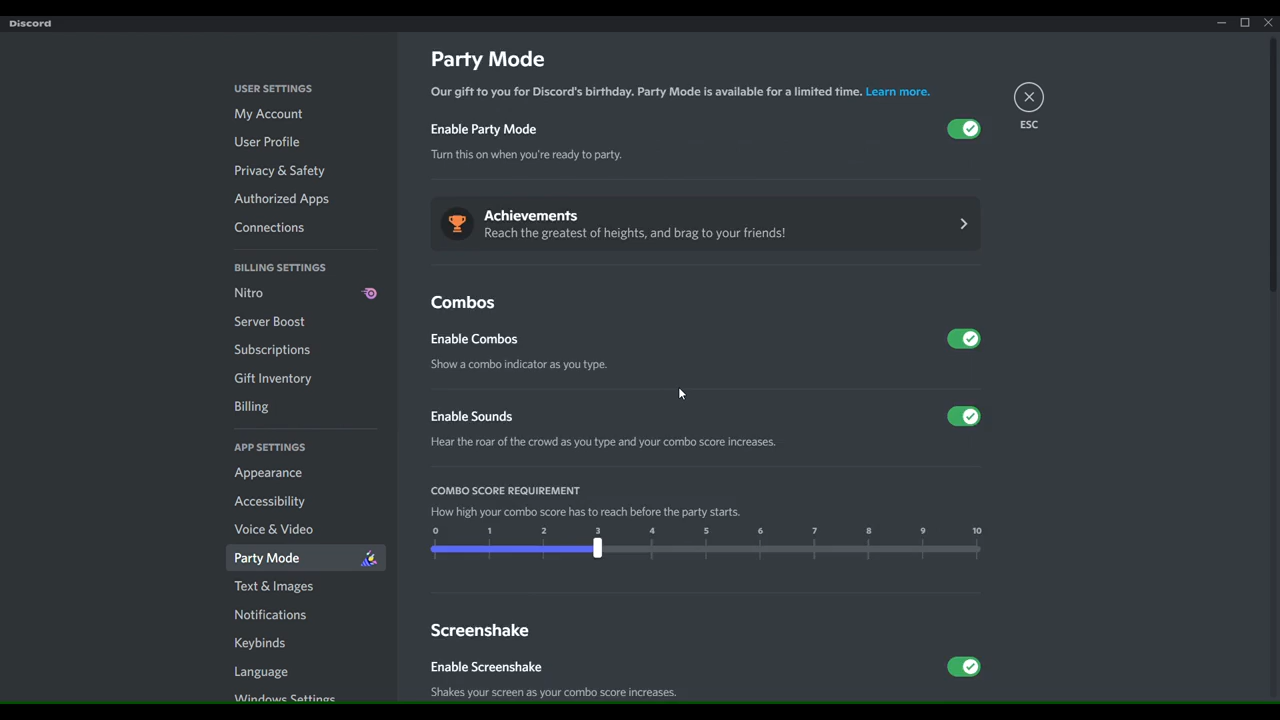 Discord
USER SETTINGS
My Account
User Profile
Privacy & Safety
Authorized Apps
Connections
BILLING SETTINGS
Nitro
Server Boost
Subscriptions
Gift Inventory
Billing
APP SETTINGS
Appearance
Accessibility
Voice & Video
Party Mode
Text & Images
Notifications
Keybinds
Language
Windows Settings
Party Mode
Our gift to you for Discord's birthday. Party Mode is available for a limited time. Learn more.
Enable Party Mode
Turn this on when you're ready to party.
Achievements
Reach the greatest of heights, and brag to your friends!
Combos
Enable Combos
Show a combo indicator as you type.
Enable Sounds
Hear the roar of the crowd as you type and your combo score increases.
COMBO SCORE REQUIREMENT
How high your combo score has to reach before the party starts.
0 1 2 3 4 5 6 7 8 9 10
Screenshake
Enable Screenshake
Shakes your screen as your combo score increases.
ESC